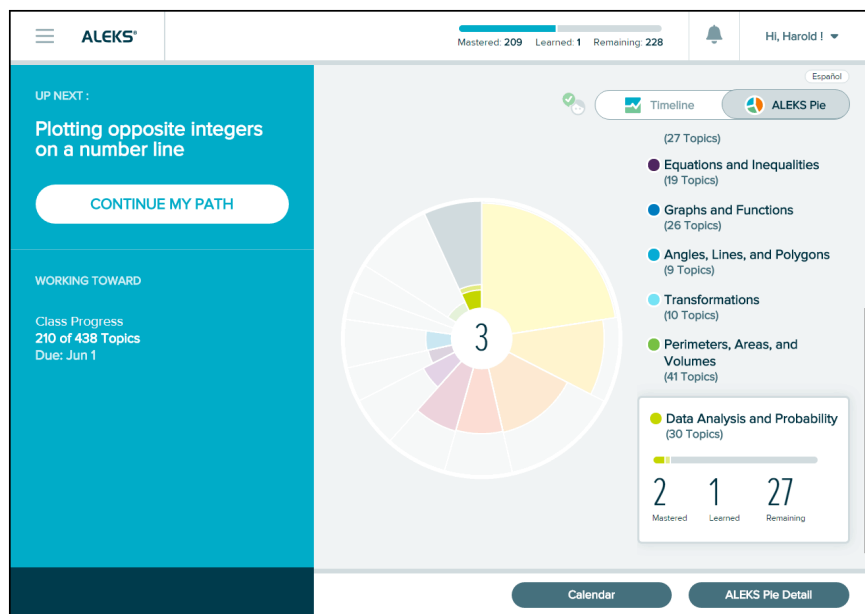 ALEKS®
Mastered: 209 Learned: 1 Remaining: 228
Hi, Harold !
Español
UP NEXT :
Plotting opposite integers
on a number line
CONTINUE MY PATH
WORKING TOWARD
Class Progress
210 of 438 Topics
Due: Jun 1
Timeline
ALEKS Pie
3
(27 Topics)
Equations and Inequalities
(19 Topics)
Graphs and Functions
(26 Topics)
Angles, Lines, and Polygons
(9 Topics)
Transformations
(10 Topics)
Perimeters, Areas, and
Volumes
(41 Topics)
Data Analysis and Probability
(30 Topics)
2 1 27
Mastered Learned Remaining
Calendar
ALEKS Pie Detail